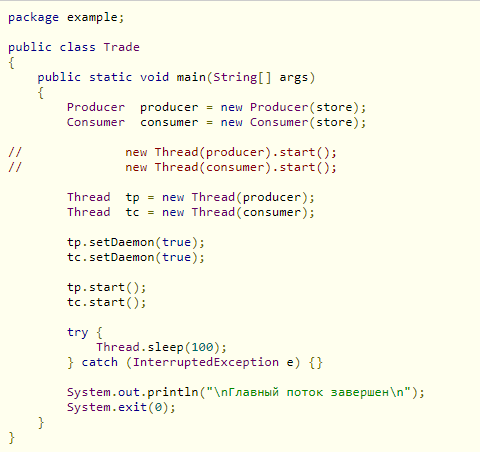 package example;

public class Trade
{
    public static void main(String[] args)
    {
        Producer  producer = new Producer(store);
        Consumer  consumer = new Consumer(store);

//              new Thread(producer).start();
//              new Thread(consumer).start();

        Thread  tp = new Thread(producer);
        Thread  tc = new Thread(consumer);

        tp.setDaemon(true);
        tc.setDaemon(true);

        tp.start();
        tc.start();

        try {
            Thread.sleep(100);
        } catch (InterruptedException e) {}

        System.out.println("\nГлавный поток завершен\n");
        System.exit(0);
    }
}